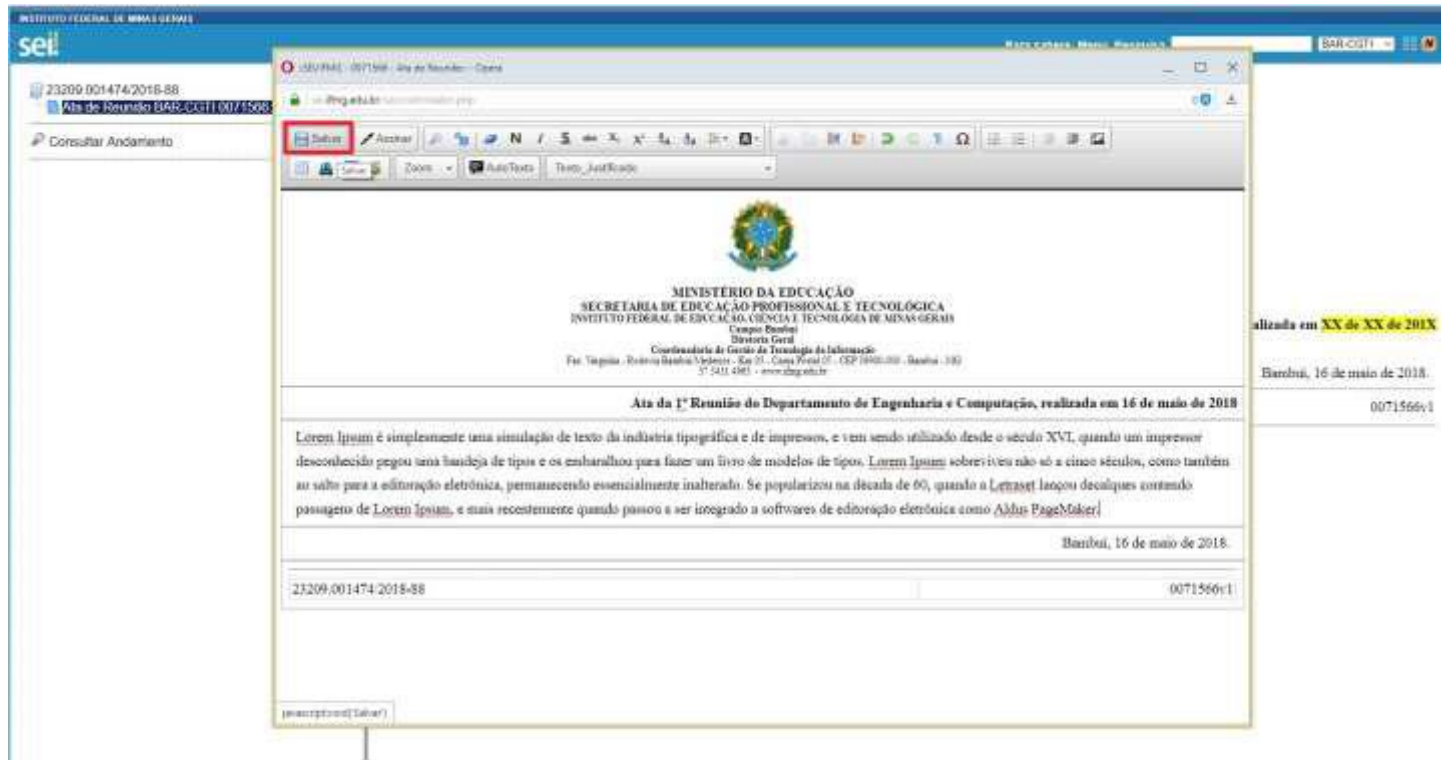 INSTITUTO FEDERAL DE MINAS GERAIS
sei!
BAR-CGTI
23209.001474/2018-88
Ata de Reunião BAR-CGTI 0071566
Consultar Andamento
0071566 - Ata de Reunião - Opera
Salvar Assinar
Salvar Zoom AutoTexto Texto_Justificado
MINISTÉRIO DA EDUCAÇÃO
SECRETARIA DE EDUCAÇÃO PROFISSIONAL E TECNOLÓGICA
INSTITUTO FEDERAL DE EDUCAÇÃO, CIÊNCIA E TECNOLOGIA DE MINAS GERAIS
Campus Bambuí
Diretoria Geral
Coordenadoria de Gestão de Tecnologia da Informação
Ata da 1ª Reunião do Departamento de Engenharia e Computação, realizada em 16 de maio de 2018
Lorem Ipsum é simplesmente uma simulação de texto da indústria tipográfica e de impressos, e vem sendo utilizado desde o século XVI, quando um impressor
desconhecido pegou uma bandeja de tipos e os embaralhou para fazer um livro de modelos de tipos. Lorem Ipsum sobreviveu não só a cinco séculos, como também
ao salto para a editoração eletrônica, permanecendo essencialmente inalterado. Se popularizou na década de 60, quando a Letraset lançou decalques contendo
passagens de Lorem Ipsum, e mais recentemente quando passou a ser integrado a softwares de editoração eletrônica como Aldus PageMaker.
Bambuí, 16 de maio de 2018.
23209.001474/2018-88 0071566v1
alizada em XX de XX de 201X
Bambuí, 16 de maio de 2018.
0071566v1